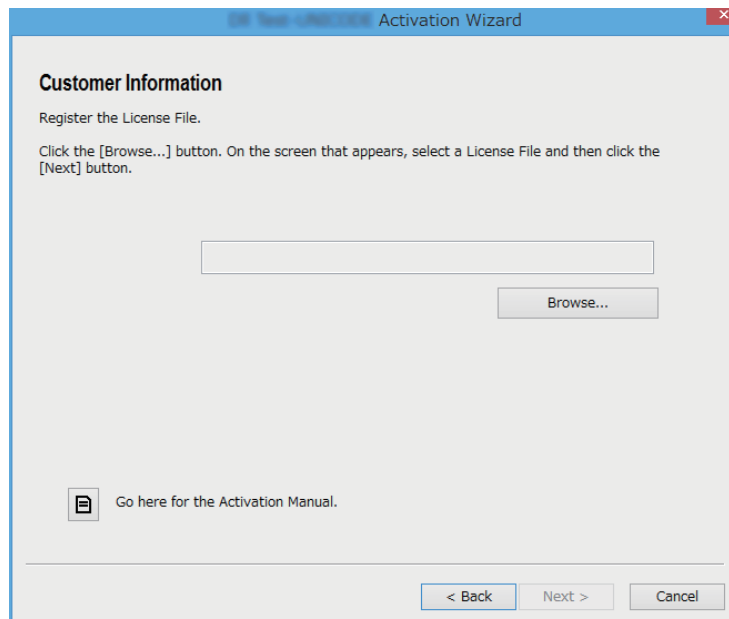 Activation Wizard
Customer Information
Register the License File.
Click the [Browse...] button. On the screen that appears, select a License File and then click the
[Next] button.
Browse...
Go here for the Activation Manual.
< Back
Next >
Cancel